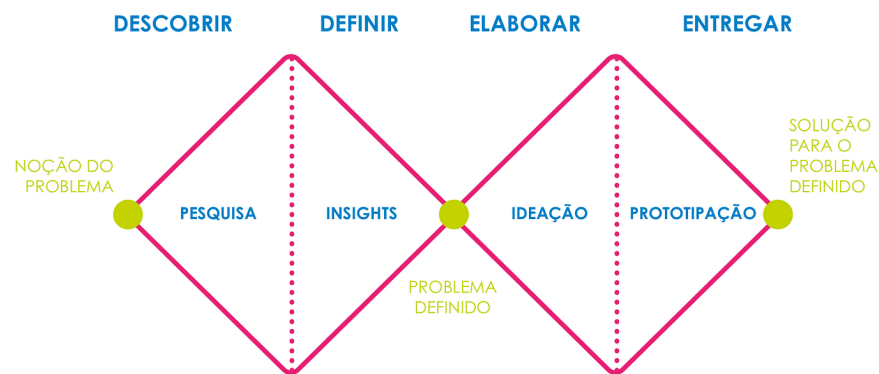 DESCOBRIR
DEFINIR
ELABORAR
ENTREGAR
NOÇÃO DO
PROBLEMA
PESQUISA
INSIGHTS
PROBLEMA
DEFINIDO
IDEAÇÃO
PROTOTIPAÇÃO
SOLUÇÃO
PARA O
PROBLEMA
DEFINIDO